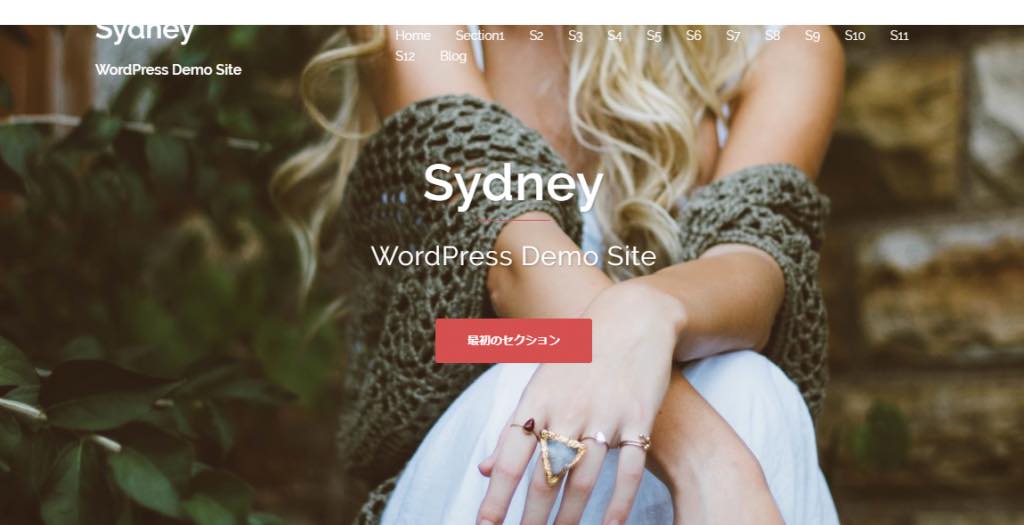 Sydney
WordPress Demo Site
Home Section1 S2 S3 S4 S5 S6 S7 S8 S9 S10 S11
S12 Blog
Sydney
WordPress Demo Site
最初のセクション